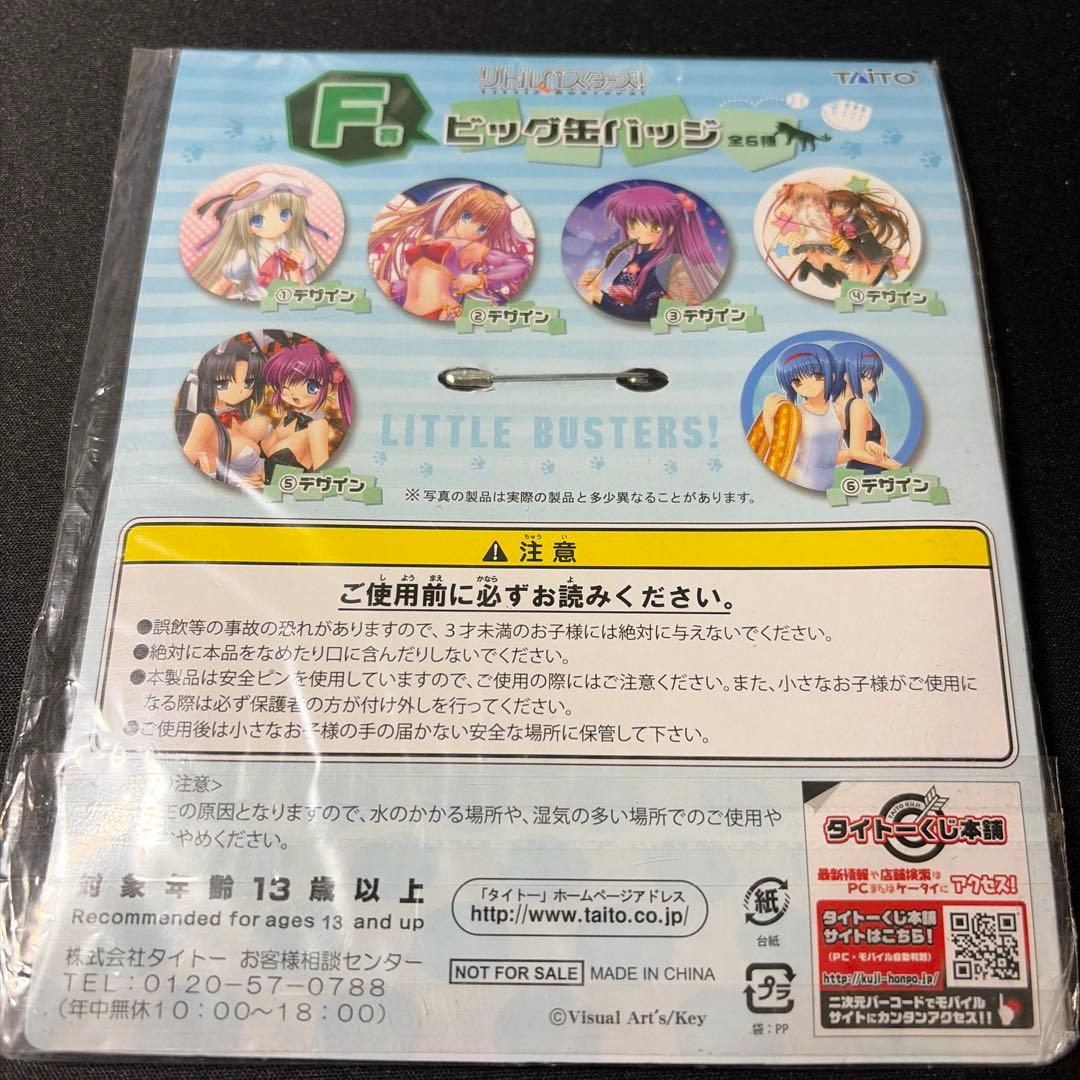 リトルバスターズ!
LITTLE BUSTERS!
TAITO
F賞
ビッグ缶バッジ 全6種
①デザイン
②デザイン
③デザイン
④デザイン
⑤デザイン
LITTLE BUSTERS!
⑥デザイン
※写真の製品は実際の製品と多少異なることがあります。
注意
ちゅう い
ご使用前に必ずお読みください。
し よう まえ かなら よ
●誤飲等の事故の恐れがありますので、3才未満のお子様には絶対に与えないでください。
●絶対に本品をなめたり口に含んだりしないでください。
●本製品は安全ピンを使用していますので、ご使用の際にはご注意ください。また、小さなお子様がご使用に
なる際は必ず保護者の方が付け外しを行ってください。
●ご使用後は小さなお子様の手の届かない安全な場所に保管して下さい。
注意>
の原因となりますので、水のかかる場所や、湿気の多い場所でのご使用や
やめください。
対象年齢13歳以上
Recommended for ages 13 and up
株式会社タイトー お客様相談センター
TEL:0120-57-0788
(年中無休10:00～18:00)
「タイトー」ホームページアドレス
http://www.taito.co.jp/
NOT FOR SALE MADE IN CHINA
©Visual Art's/Key
紙
台紙
プラ
袋:PP
TAITO KUJI
タイトーくじ本舗
最新情報や店舗検索は
PCまたはケータイに アクセス!
タイトーくじ本舗
サイトはこちら!
(PC・モバイル自動判別)
http://kuji-honpo.jp/
二次元バーコードでモバイル
サイトにカンタンアクセス!!